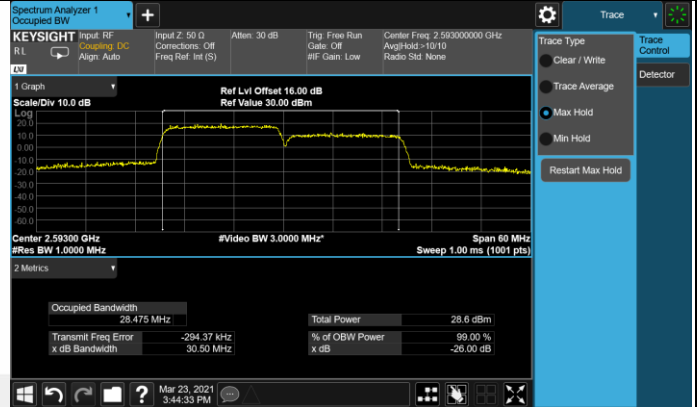 Spectrum Analyzer 1
Occupied BW
+
Trace
KEYSIGHT
RL
LXI
Input: RF
Coupling: DC
Align: Auto
Input Z: 50 Ω
Corrections: Off
Freq Ref: Int (S)
Atten: 30 dB
Trig: Free Run
Gate: Off
#IF Gain: Low
Center Freq: 2.593000000 GHz
Avg|Hold:>10/10
Radio Std: None
Trace Type
Clear / Write
Trace Average
Max Hold
Min Hold
Restart Max Hold
Trace
Control
Detector
1 Graph
Scale/Div 10.0 dB
Ref Lvl Offset 16.00 dB
Ref Value 30.00 dBm
Log
20.0
10.0
0.00
-10.0
-20.0
-30.0
-40.0
-50.0
-60.0
Center 2.59300 GHz
#Video BW 3.0000 MHz*
Span 60 MHz
#Res BW 1.0000 MHz
Sweep 1.00 ms (1001 pts)
2 Metrics
Occupied Bandwidth
28.475 MHz
Total Power
28.6 dBm
Transmit Freq Error
-294.37 kHz
% of OBW Power
99.00 %
x dB Bandwidth
30.50 MHz
x dB
-26.00 dB
?
Mar 23, 2021
3:44:33 PM